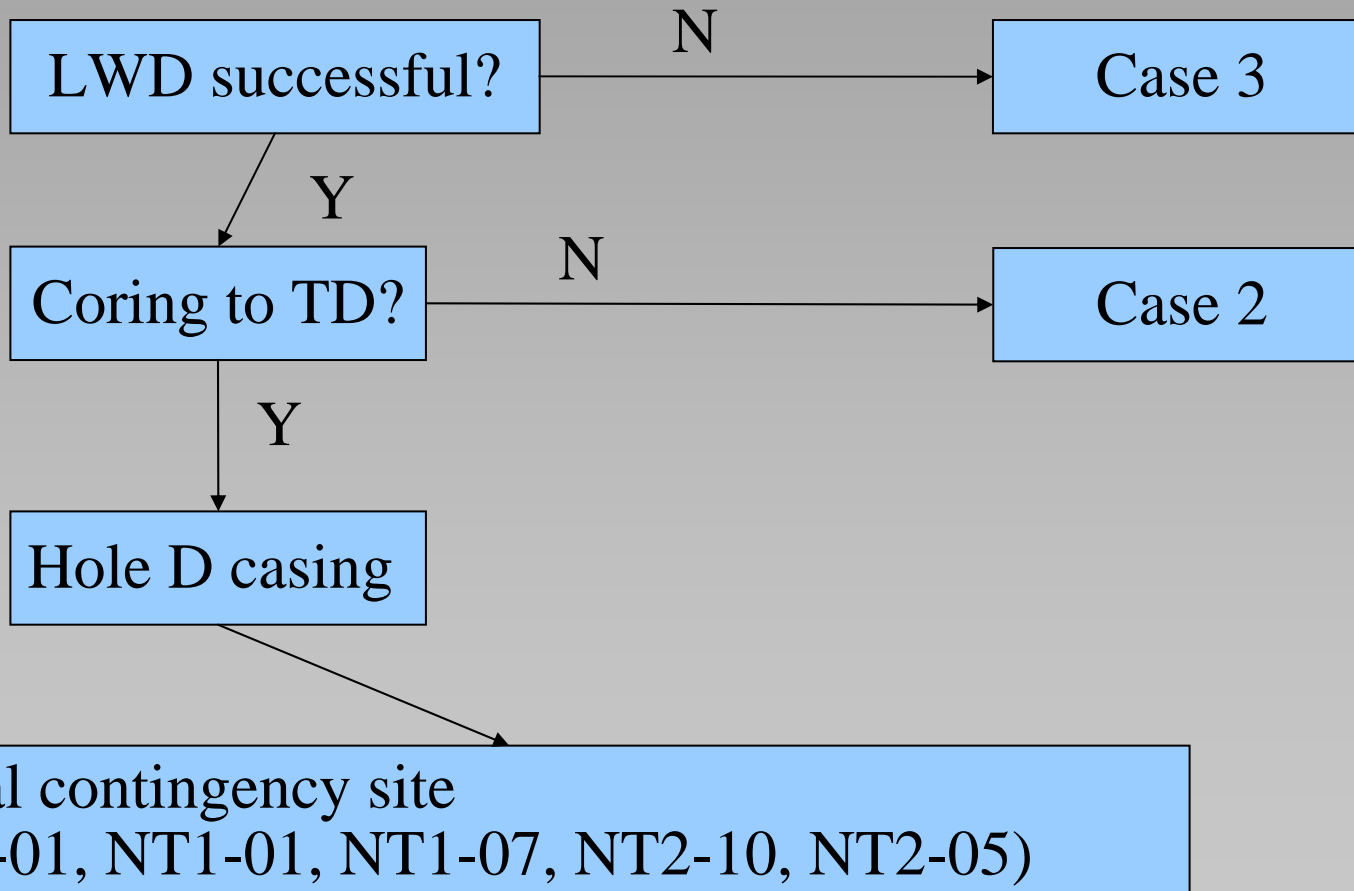 LWD successful?
N
Case 3
Y
Coring to TD?
N
Case 2
Y
Hole D casing
contingency site
-01, NT1-01, NT1-07, NT2-10, NT2-05)